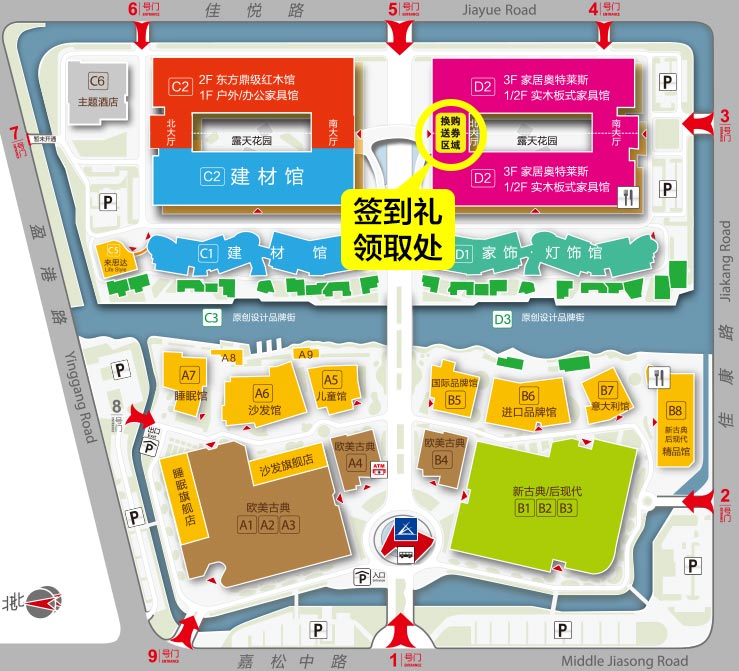 6号门
ENTRANCE
佳悦路
5号门
ENTRANCE
Jiayue Road
4号门
ENTRANCE
C6
主题酒店
C2
2F 东方鼎级红木馆
1F 户外/办公家具馆
D2
3F 家居奥特莱斯
1/2F 实木板式家具馆
P
3号门
7号门
暂未开通
北大厅
露天花园
南大厅
换购
送券
区域
北大厅
露天花园
南大厅
C2 建材馆
D2
3F 家居奥特莱斯
1/2F 实木板式家具馆
P
P
签到礼
领取处
盈港路
Yinggang Road
C5
来思达
Life Style
C1 建材馆
D1 家饰·灯饰馆
Jiakang Road
佳康路
C3 原创设计品牌街
D3 原创设计品牌街
P
A7
睡眠馆
A8
A9
A6
沙发馆
A5
儿童馆
国际品牌馆
B5
B6
进口品牌馆
B7
意大利馆
B8
新古典
后现代
精品馆
8号门
出口
P
睡眠旗舰店
沙发旗舰店
欧美古典
A4
ATM
欧美古典
B4
欧美古典
A1 A2 A3
新古典/后现代
B1 B2 B3
2号门
P
P
P
入口
北
P
P
9号门
ENTRANCE
嘉松中路
1号门
ENTRANCE
Middle Jiasong Road